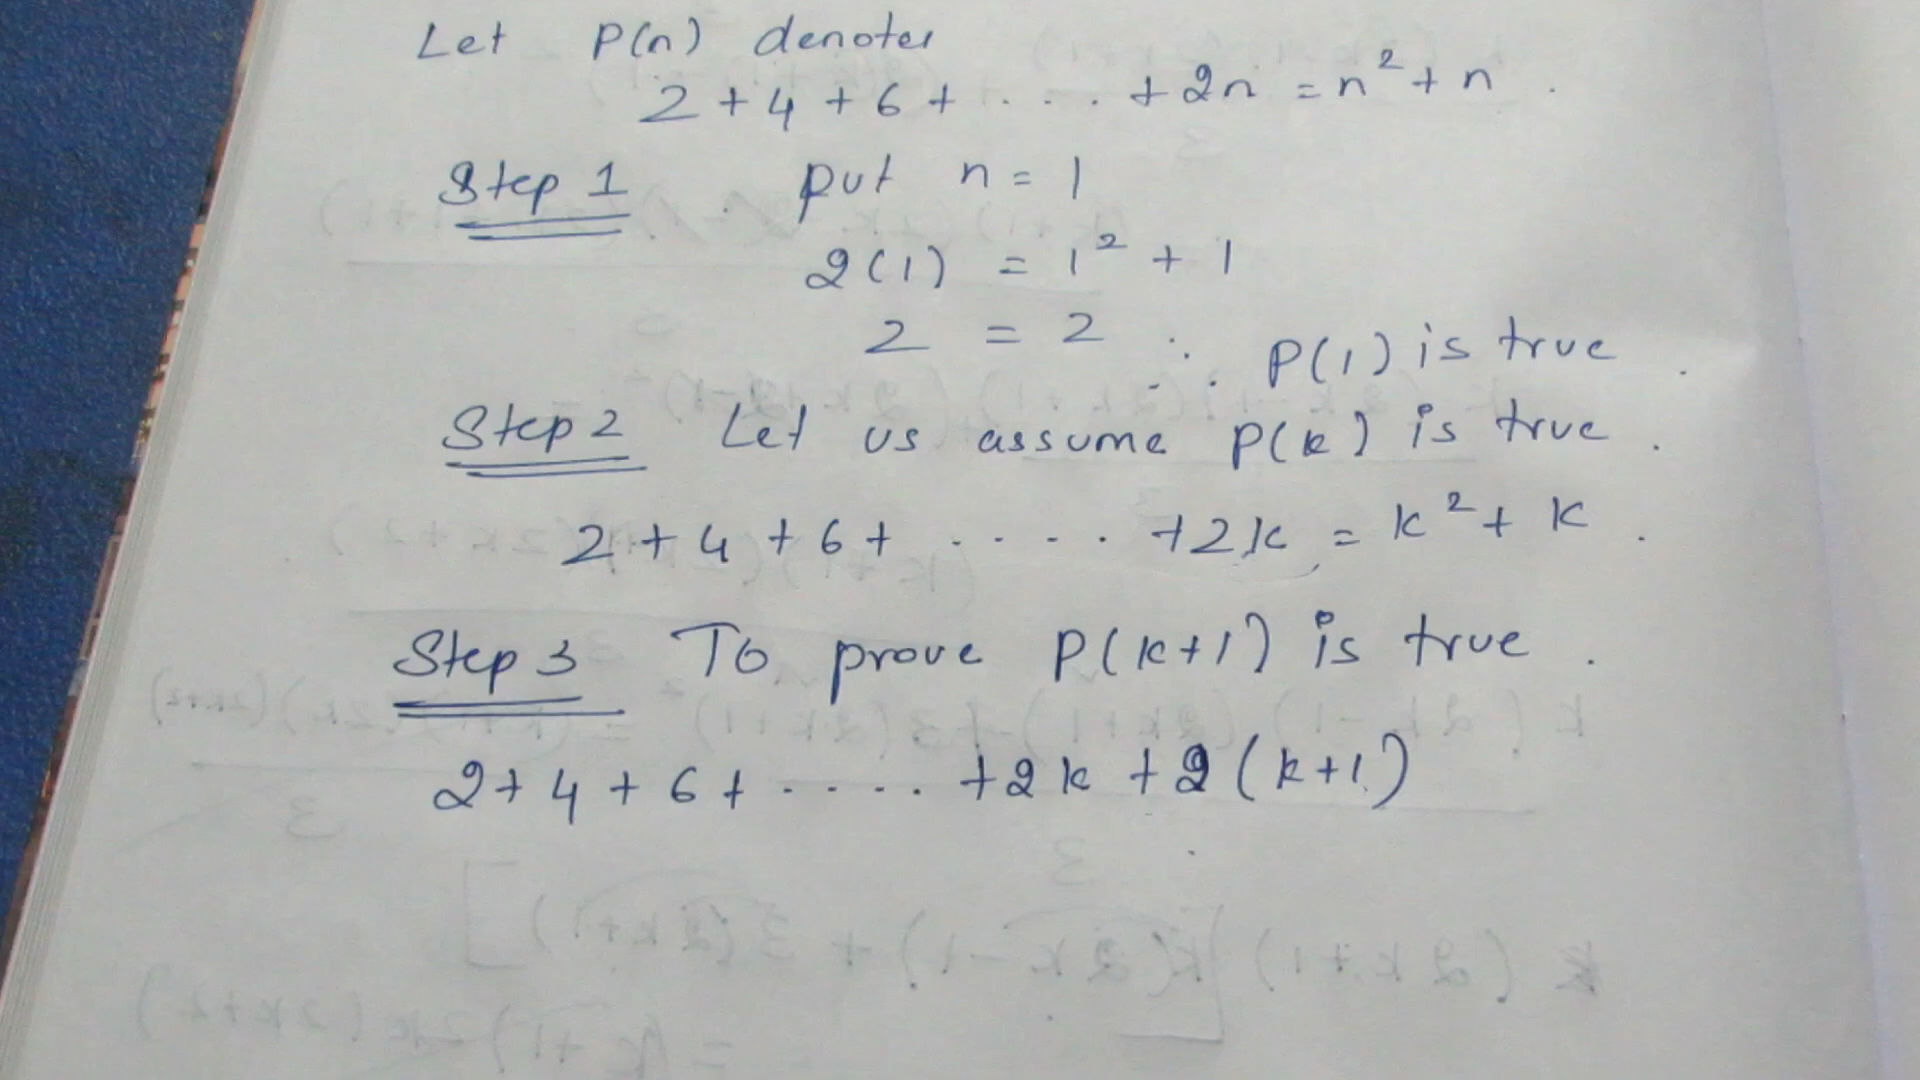 Let P(n) denotes
2 + 4 + 6 + . . . . + 2n = n² + n .
Step 1 put n = 1
2(1) = 1² + 1
2 = 2 ∴ P(1) is true .
Step 2 Let us assume P(k) is true .
2 + 4 + 6 + . . . . +2k = k² + k .
Step 3 To prove P(k+1) is true .
2 + 4 + 6 + . . . . +2k +2(k+1)